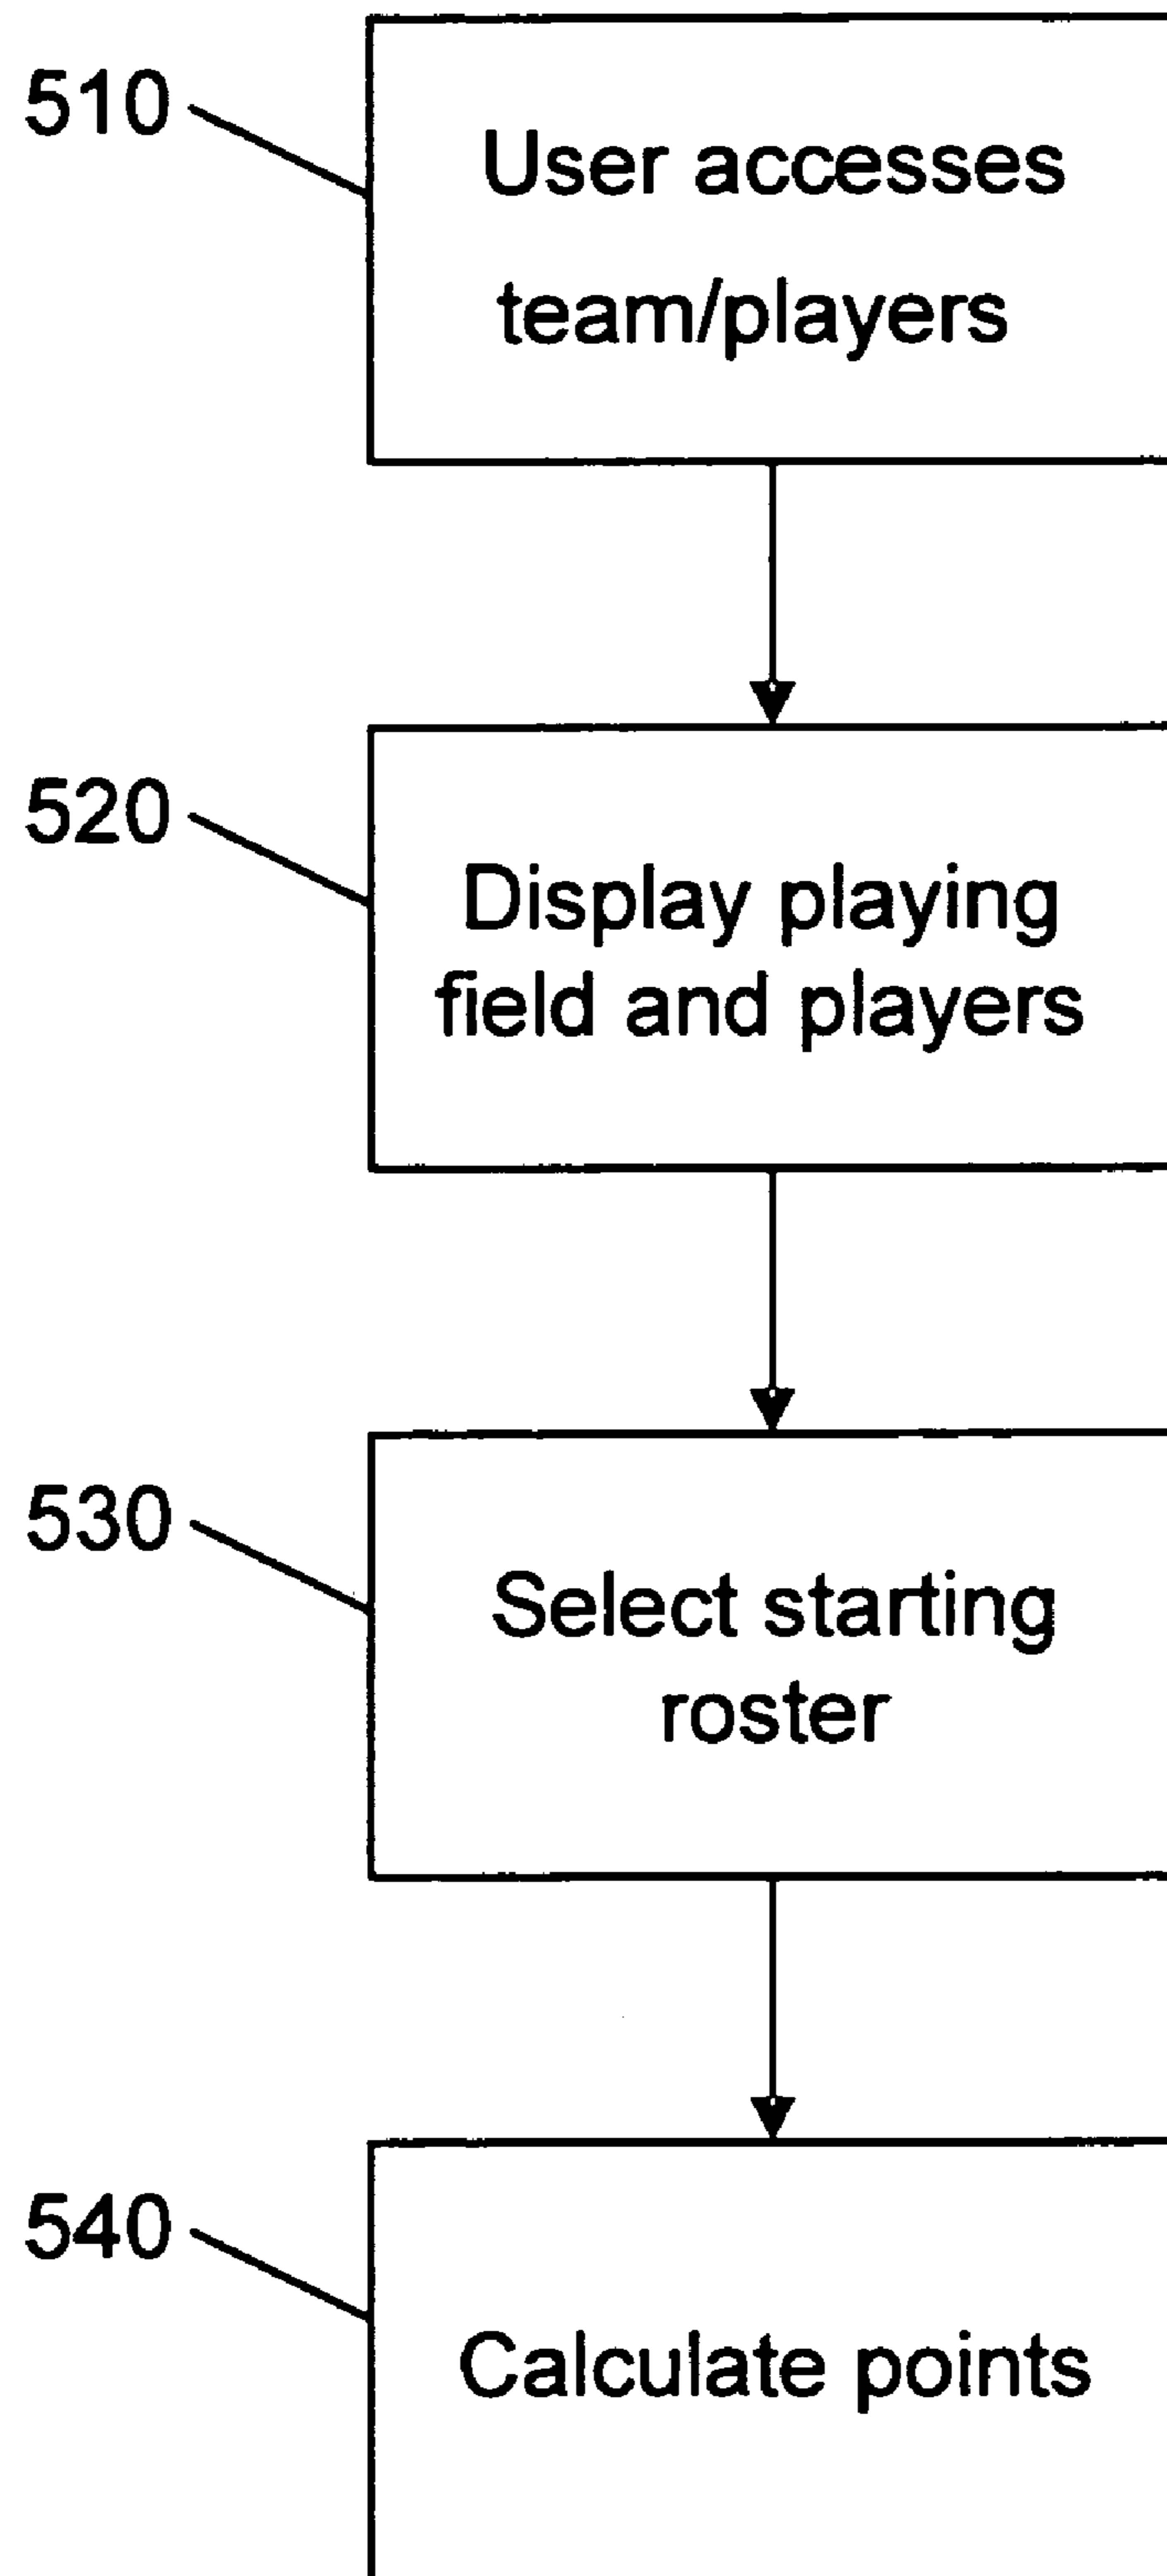 510
User accesses
team/players
520
Display playing
field and players
530
Select starting
roster
540
Calculate points